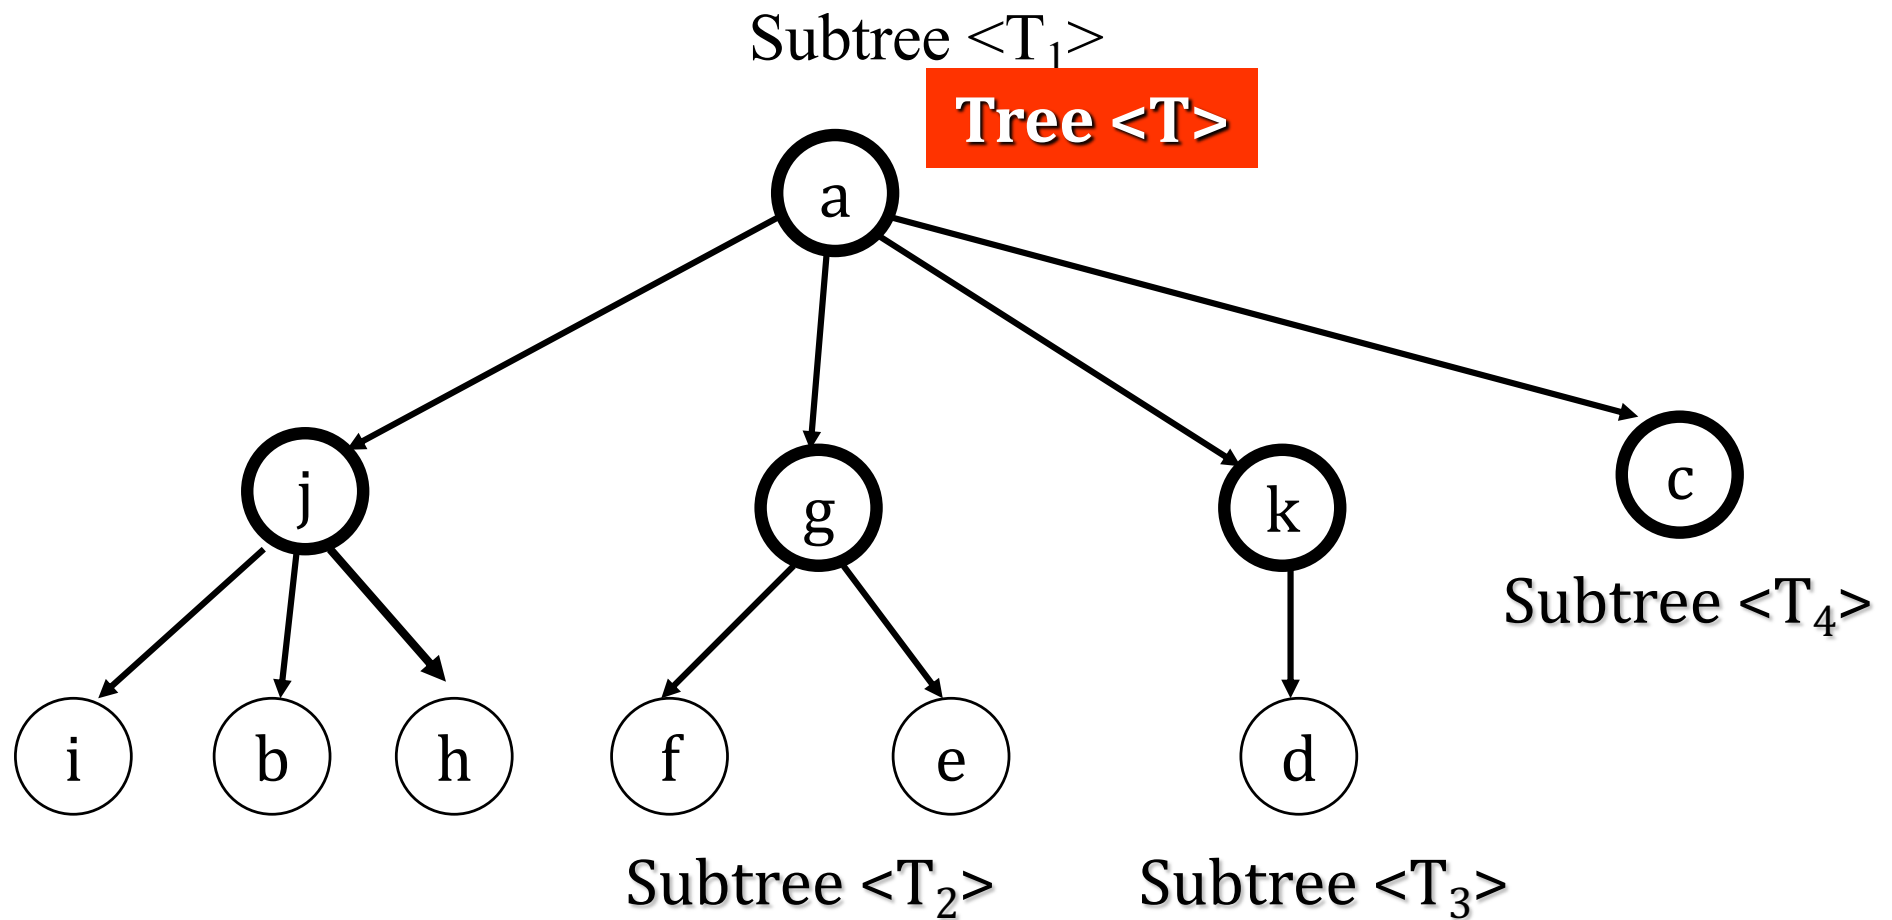 Subtree <T₁>
Tree <T>
a
j
g
k
c
Subtree <T₄>
i
b
h
f
e
d
Subtree <T₂>
Subtree <T₃>